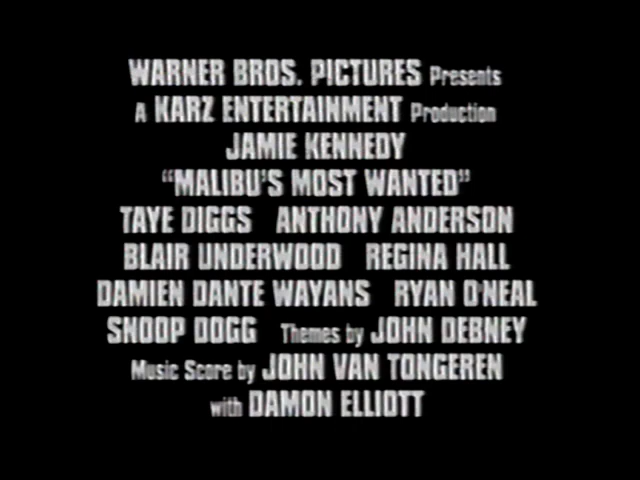 WARNER BROS. PICTURES Presents
A KARZ ENTERTAINMENT Production
JAMIE KENNEDY
"MALIBU'S MOST WANTED"
TAYE DIGGS ANTHONY ANDERSON
BLAIR UNDERWOOD REGINA HALL
DAMIEN DANTE WAYANS RYAN O'NEAL
SNOOP DOGG Themes by JOHN DEBNEY
Music Score by JOHN VAN TONGEREN
with DAMON ELLIOTT